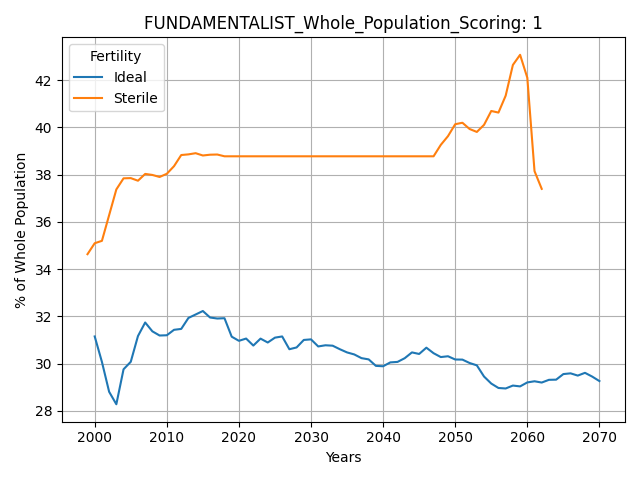 FUNDAMENTALIST_Whole_Population_Scoring: 1
Fertility
Ideal
Sterile
% of Whole Population
42
40
38
36
34
32
30
28
2000 2010 2020 2030 2040 2050 2060 2070
Years